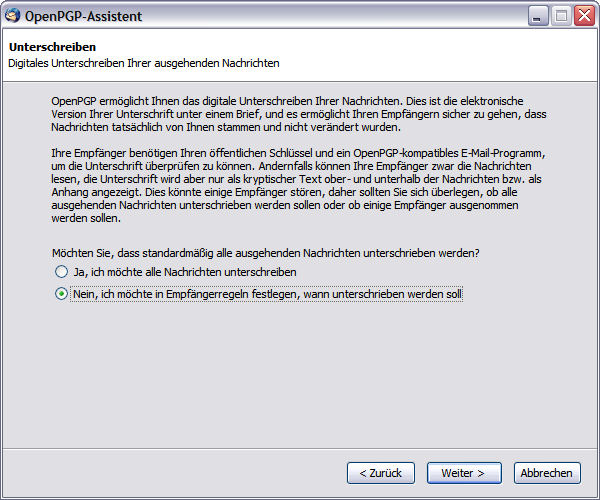 OpenPGP-Assistent
Unterschreiben
Digitales Unterschreiben Ihrer ausgehenden Nachrichten
OpenPGP ermöglicht Ihnen das digitale Unterschreiben Ihrer Nachrichten. Dies ist die elektronische
Version Ihrer Unterschrift unter einem Brief, und es ermöglicht Ihren Empfängern sicher zu gehen, dass
Nachrichten tatsächlich von Ihnen stammen und nicht verändert wurden.
Ihre Empfänger benötigen Ihren öffentlichen Schlüssel und ein OpenPGP-kompatibles E-Mail-Programm,
um die Unterschrift überprüfen zu können. Andernfalls können Ihre Empfänger zwar die Nachrichten
lesen, die Unterschrift wird aber nur als kryptischer Text ober- und unterhalb der Nachrichten bzw. als
Anhang angezeigt. Dies könnte einige Empfänger stören, daher sollten Sie sich überlegen, ob alle
ausgehenden Nachrichten unterschrieben werden sollen oder ob einige Empfänger ausgenommen
werden sollen.
Möchten Sie, dass standardmäßig alle ausgehenden Nachrichten unterschrieben werden?
Ja, ich möchte alle Nachrichten unterschreiben
Nein, ich möchte in Empfängerregeln festlegen, wann unterschrieben werden soll
< Zurück Weiter > Abbrechen